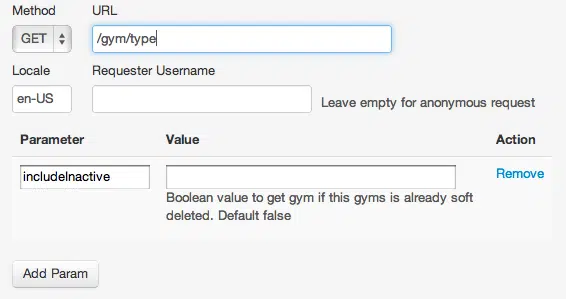 Method URL
GET /gym/type
Locale Requester Username
en-US Leave empty for anonymous request
Parameter Value Action
includeInactive Remove
Boolean value to get gym if this gyms is already soft
deleted. Default false
Add Param